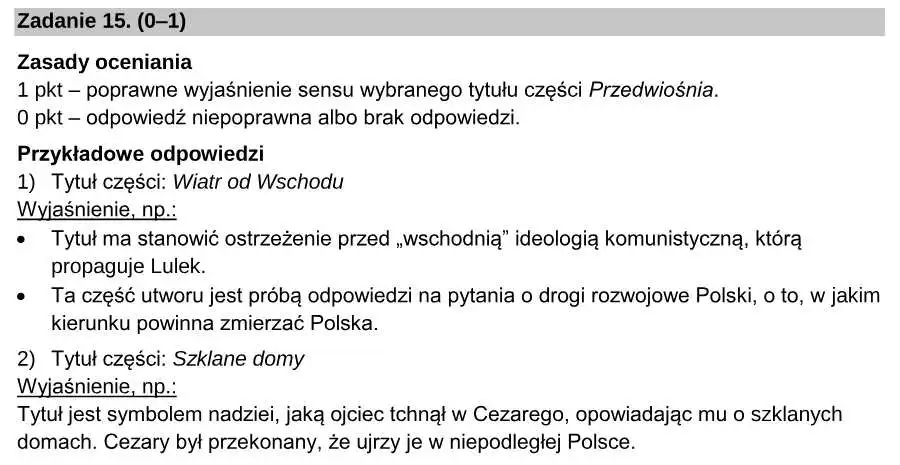 Zadanie 15. (0–1)
Zasady oceniania
1 pkt – poprawne wyjaśnienie sensu wybranego tytułu części Przedwiośnia.
0 pkt – odpowiedź niepoprawna albo brak odpowiedzi.
Przykładowe odpowiedzi
1) Tytuł części: Wiatr od Wschodu
Wyjaśnienie, np.:
• Tytuł ma stanowić ostrzeżenie przed „wschodnią” ideologią komunistyczną, którą
propaguje Lulek.
• Ta część utworu jest próbą odpowiedzi na pytania o drogi rozwojowe Polski, o to, w jakim
kierunku powinna zmierzać Polska.
2) Tytuł części: Szklane domy
Wyjaśnienie, np.:
Tytuł jest symbolem nadziei, jaką ojciec tchnął w Cezarego, opowiadając mu o szklanych
domach. Cezary był przekonany, że ujrzy je w niepodległej Polsce.